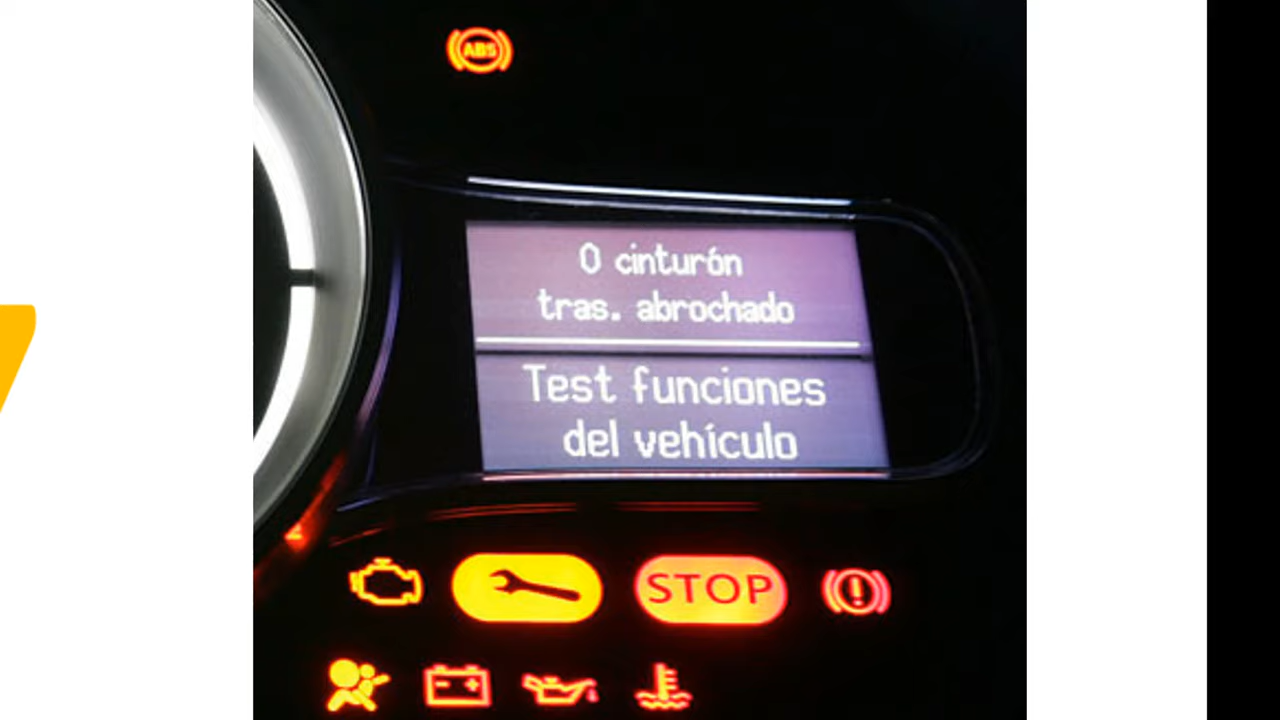 ABS
0 cinturón
tras. abrochado
Test funciones
del vehículo
STOP